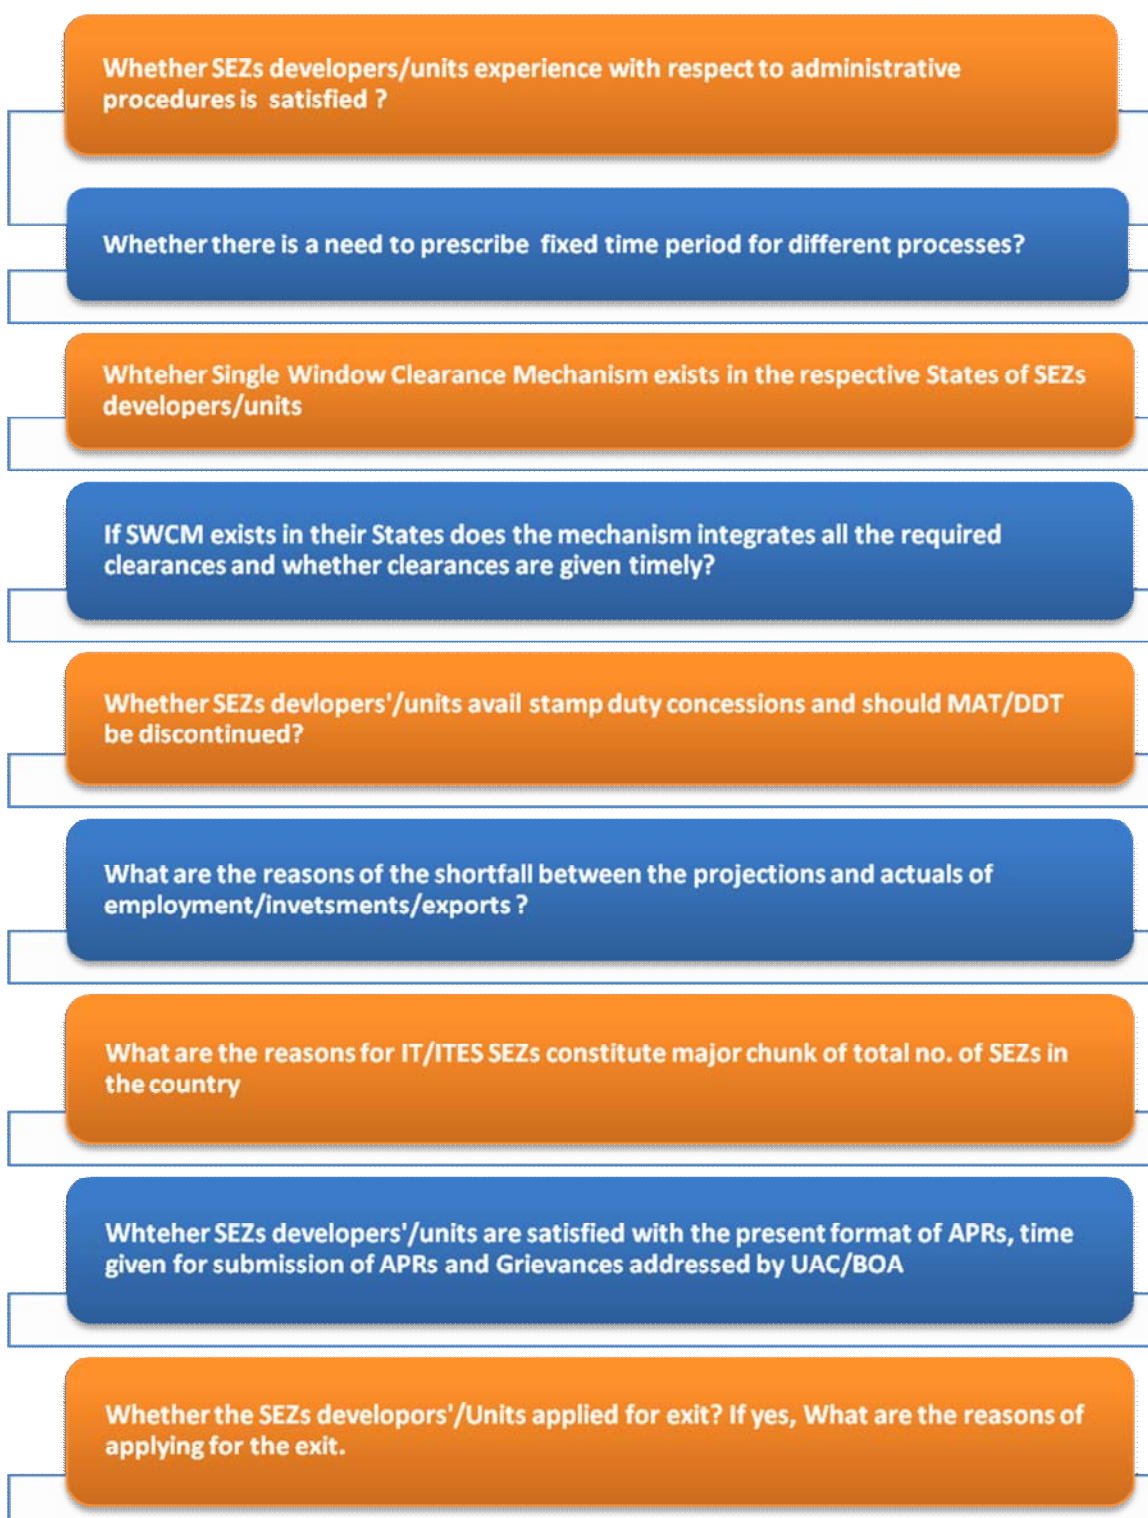 Whether SEZs developers/units experience with respect to administrative
procedures is satisfied ?
Whether there is a need to prescribe fixed time period for different processes?
Whteher Single Window Clearance Mechanism exists in the respective States of SEZs
developers/units
If SWCM exists in their States does the mechanism integrates all the required
clearances and whether clearances are given timely?
Whether SEZs devlopers'/units avail stamp duty concessions and should MAT/DDT
be discontinued?
What are the reasons of the shortfall between the projections and actuals of
employment/invetsments/exports ?
What are the reasons for IT/ITES SEZs constitute major chunk of total no. of SEZs in
the country
Whteher SEZs developers'/units are satisfied with the present format of APRs, time
given for submission of APRs and Grievances addressed by UAC/BOA
Whether the SEZs developors'/Units applied for exit? If yes, What are the reasons of
applying for the exit.